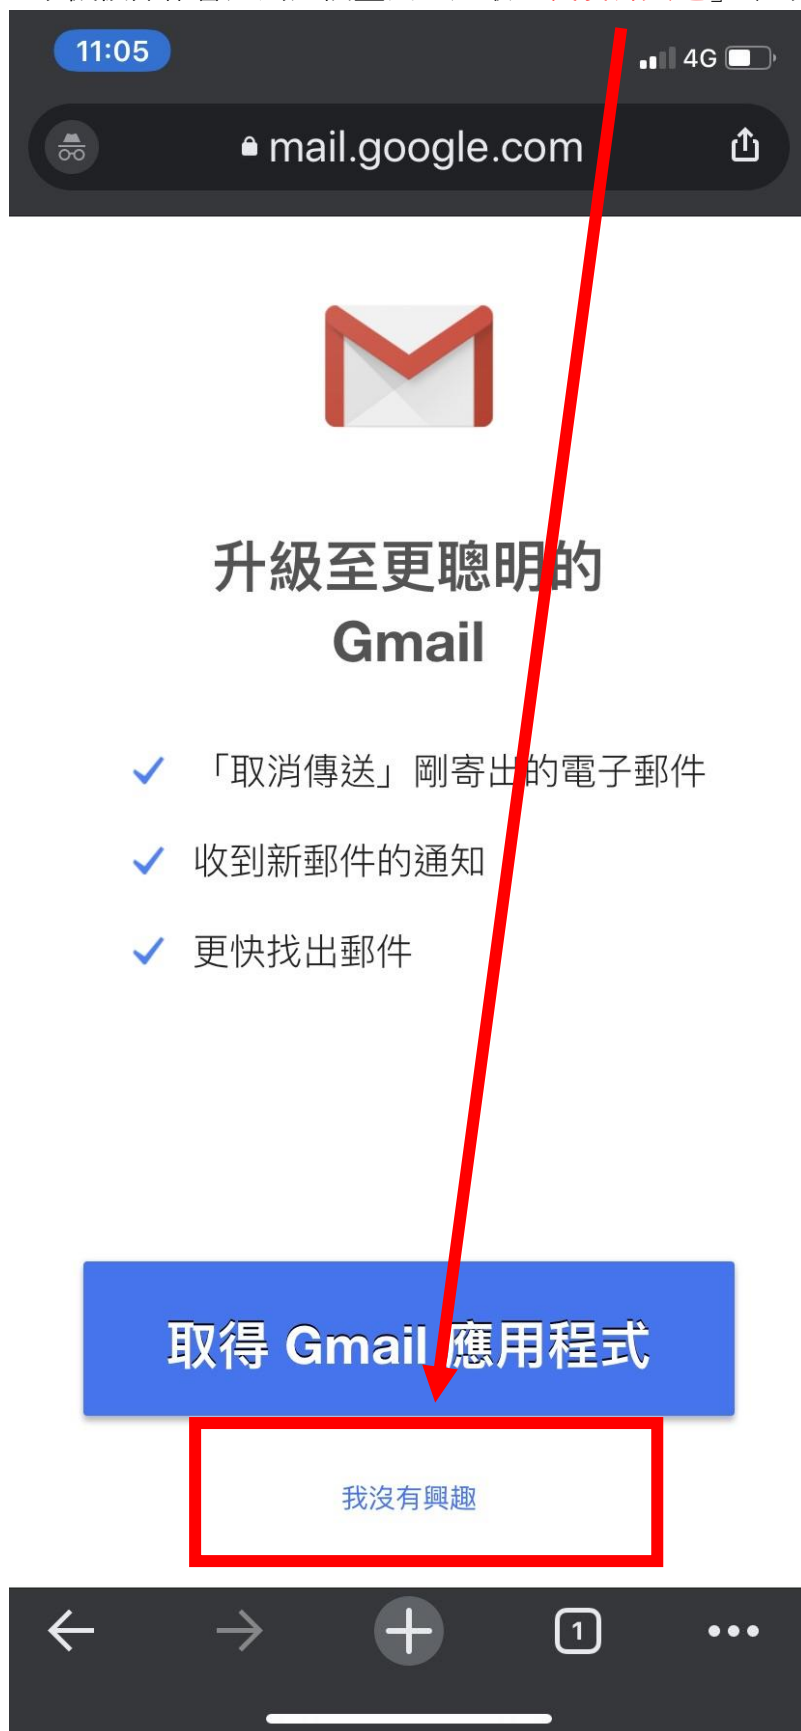 11:05
4G
mail.google.com
升級至更聰明的
Gmail
「取消傳送」剛寄出的電子郵件
收到新郵件的通知
更快找出郵件
取得 Gmail 應用程式
我沒有興趣
1